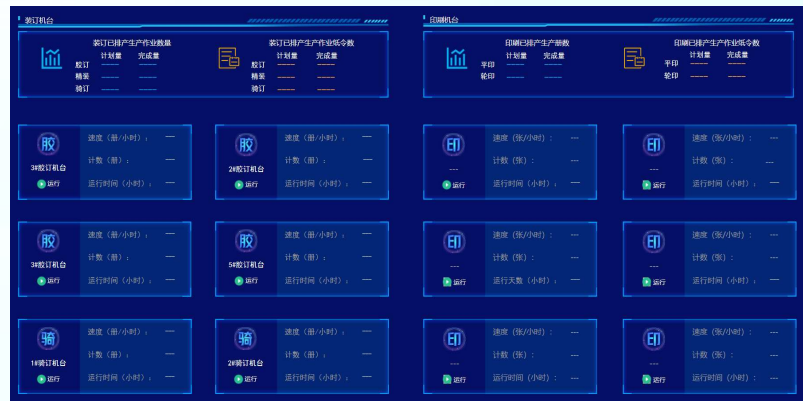 装订机台
装订已排产生产作业数量
计划量 完成量
胶订 ---- ----
精装 ---- ----
骑订 ---- ----
装订已排产生产作业纸令数
计划量 完成量
胶订 ---- ----
精装 ---- ----
骑订 ---- ----
胶
3#胶订机台
运行
速度（册/小时）： ---
计数（册）： ---
运行时间（小时）： ---
胶
2#胶订机台
运行
速度（册/小时）： ---
计数（册）： ---
运行时间（小时）： ---
胶
3#胶订机台
运行
速度（册/小时）： ---
计数（册）： ---
运行时间（小时）： ---
胶
5#胶订机台
运行
速度（册/小时）： ---
计数（册）： ---
运行时间（小时）： ---
骑
1#骑订机台
运行
速度（册/小时）： ---
计数（册）： ---
运行时间（小时）： ---
骑
2#骑订机台
运行
速度（册/小时）： ---
计数（册）： ---
运行时间（小时）： ---
印刷机台
印刷已排产生产册数
计划量 完成量
平印 ---- ----
轮印 ---- ----
印刷已排产生产作业纸令数
计划量 完成量
平印 ---- ----
轮印 ---- ----
印
---
运行
速度（张/小时）： ---
计数（张）： ---
运行时间（小时）： ---
印
---
运行
速度（张/小时）： ---
计数（张）： ---
运行时间（小时）： ---
印
---
运行
速度（张/小时）： ---
计数（张）： ---
运行天数（小时）： ---
印
---
运行
速度（张/小时）： ---
计数（张）： ---
运行时间（小时）： ---
印
---
运行
速度（张/小时）： ---
计数（张）： ---
运行时间（小时）： ---
印
---
运行
速度（张/小时）： ---
计数（张）： ---
运行时间（小时）： ---